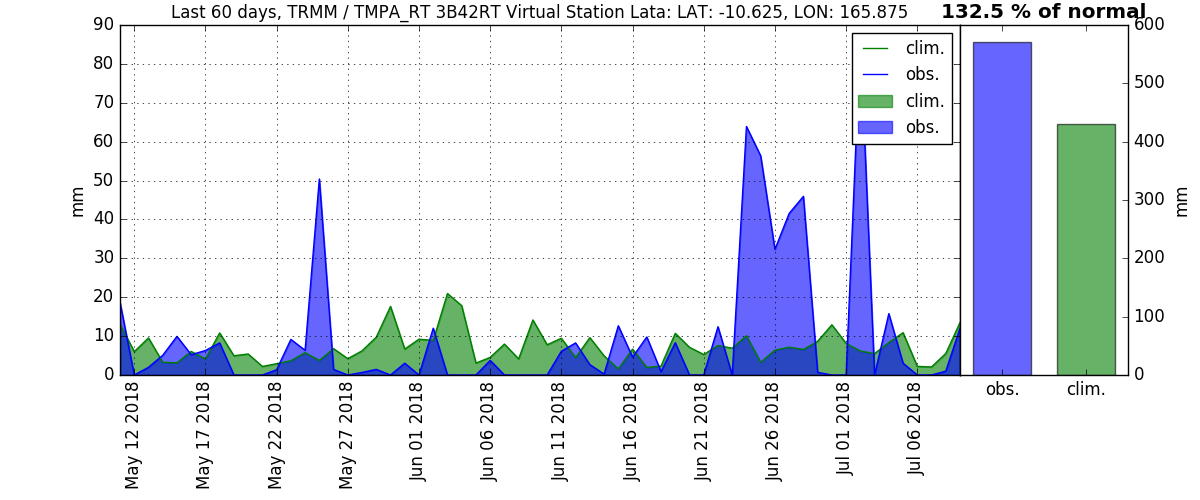 Last 60 days, TRMM / TMPA_RT 3B42RT Virtual Station Lata: LAT: -10.625, LON: 165.875
132.5 % of normal
90
80
70
60
50
40
30
20
10
0
mm
clim.
obs.
clim.
obs.
May 12 2018
May 17 2018
May 22 2018
May 27 2018
Jun 01 2018
Jun 06 2018
Jun 11 2018
Jun 16 2018
Jun 21 2018
Jun 26 2018
Jul 01 2018
Jul 06 2018
600
500
400
300
200
100
0
mm
obs.
clim.